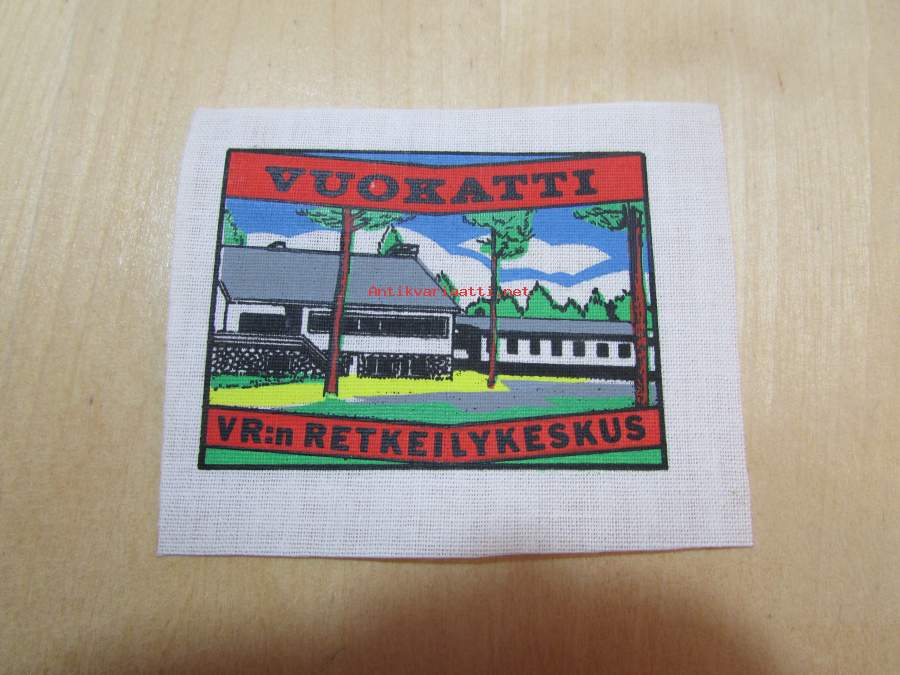 VUOKATTI
Antikvariaatti.net
VR:n RETKEILYKESKUS